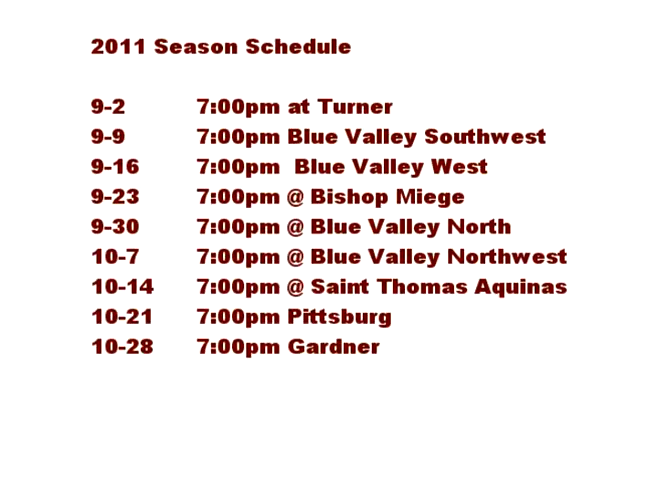 2011 Season Schedule
9-2 7:00pm at Turner
9-9 7:00pm Blue Valley Southwest
9-16 7:00pm Blue Valley West
9-23 7:00pm @ Bishop Miege
9-30 7:00pm @ Blue Valley North
10-7 7:00pm @ Blue Valley Northwest
10-14 7:00pm @ Saint Thomas Aquinas
10-21 7:00pm Pittsburg
10-28 7:00pm Gardner